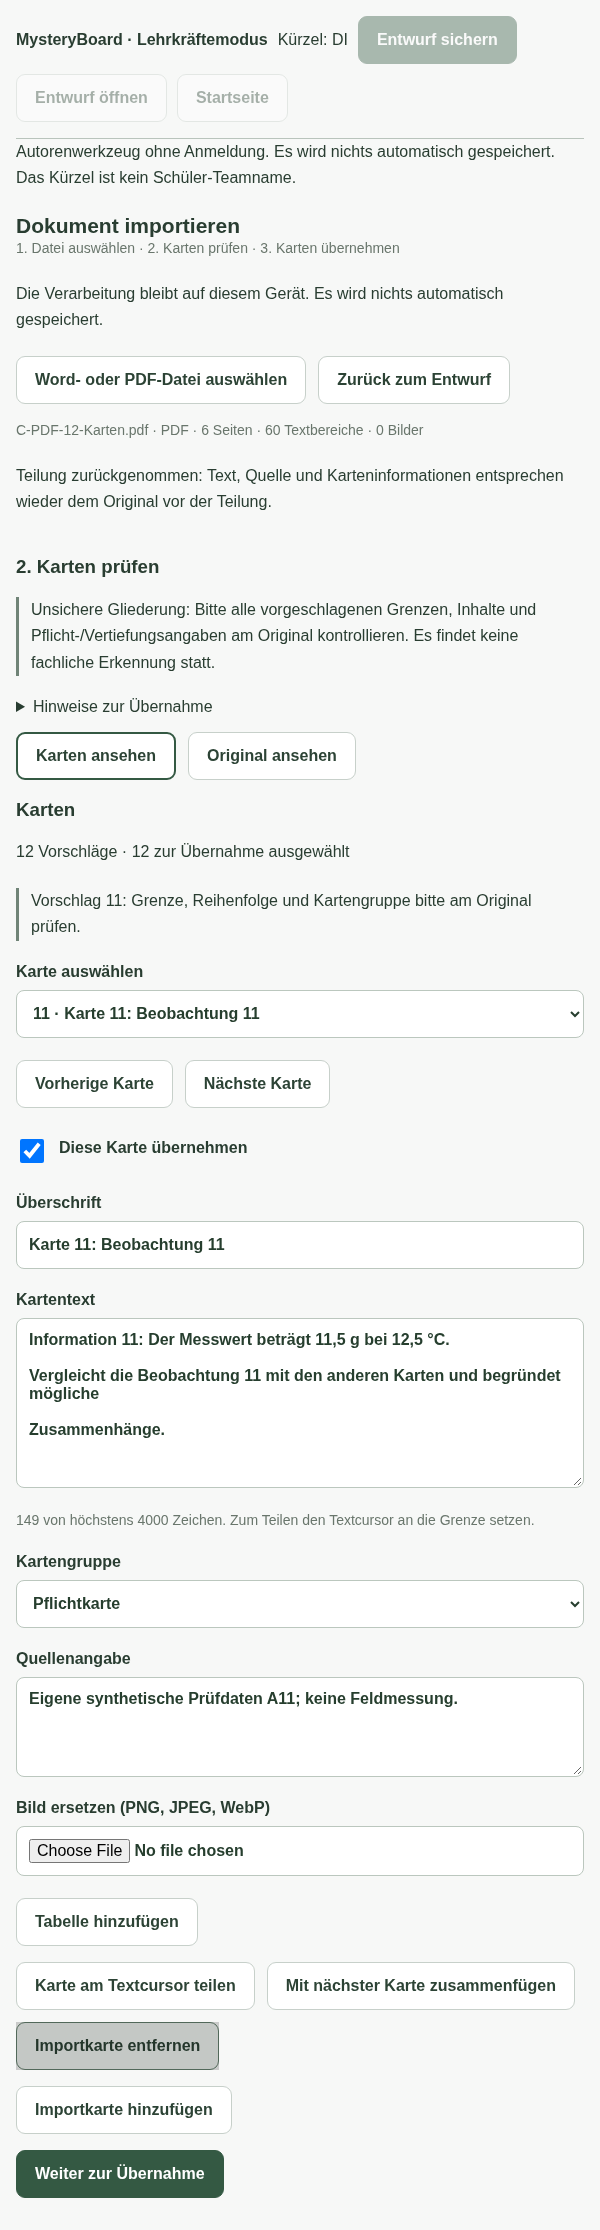 MysteryBoard · Lehrkräftemodus Kürzel: DI Entwurf sichern
Entwurf öffnen Startseite
Autorenwerkzeug ohne Anmeldung. Es wird nichts automatisch gespeichert.
Das Kürzel ist kein Schüler-Teamname.
Dokument importieren
1. Datei auswählen · 2. Karten prüfen · 3. Karten übernehmen
Die Verarbeitung bleibt auf diesem Gerät. Es wird nichts automatisch
gespeichert.
Word- oder PDF-Datei auswählen Zurück zum Entwurf
C-PDF-12-Karten.pdf · PDF · 6 Seiten · 60 Textbereiche · 0 Bilder
Teilung zurückgenommen: Text, Quelle und Karteninformationen entsprechen
wieder dem Original vor der Teilung.
2. Karten prüfen
Unsichere Gliederung: Bitte alle vorgeschlagenen Grenzen, Inhalte und
Pflicht-/Vertiefungsangaben am Original kontrollieren. Es findet keine
fachliche Erkennung statt.
Hinweise zur Übernahme
Karten ansehen Original ansehen
Karten
12 Vorschläge · 12 zur Übernahme ausgewählt
Vorschlag 11: Grenze, Reihenfolge und Kartengruppe bitte am Original
prüfen.
Karte auswählen
11 · Karte 11: Beobachtung 11
Vorherige Karte Nächste Karte
Diese Karte übernehmen
Überschrift
Karte 11: Beobachtung 11
Kartentext
Information 11: Der Messwert beträgt 11,5 g bei 12,5 °C.
Vergleicht die Beobachtung 11 mit den anderen Karten und begründet
mögliche
Zusammenhänge.
149 von höchstens 4000 Zeichen. Zum Teilen den Textcursor an die Grenze setzen.
Kartengruppe
Pflichtkarte
Quellenangabe
Eigene synthetische Prüfdaten A11; keine Feldmessung.
Bild ersetzen (PNG, JPEG, WebP)
Choose File No file chosen
Tabelle hinzufügen
Karte am Textcursor teilen Mit nächster Karte zusammenfügen
Importkarte entfernen
Importkarte hinzufügen
Weiter zur Übernahme